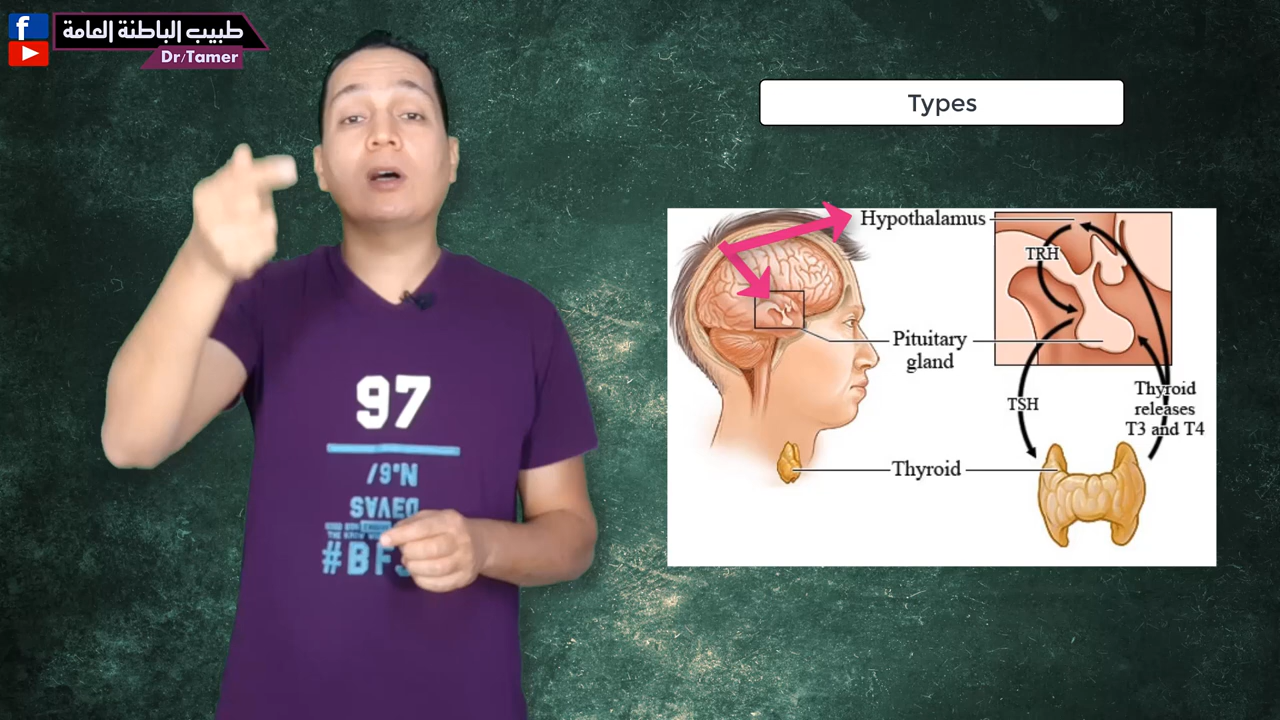 f
طبيب الباطنة العامة
Dr/Tamer
Types
Hypothalamus
TRH
Pituitary
gland
TSH
Thyroid
releases
T3 and T4
Thyroid
97
/9"N
SAVED
#BF